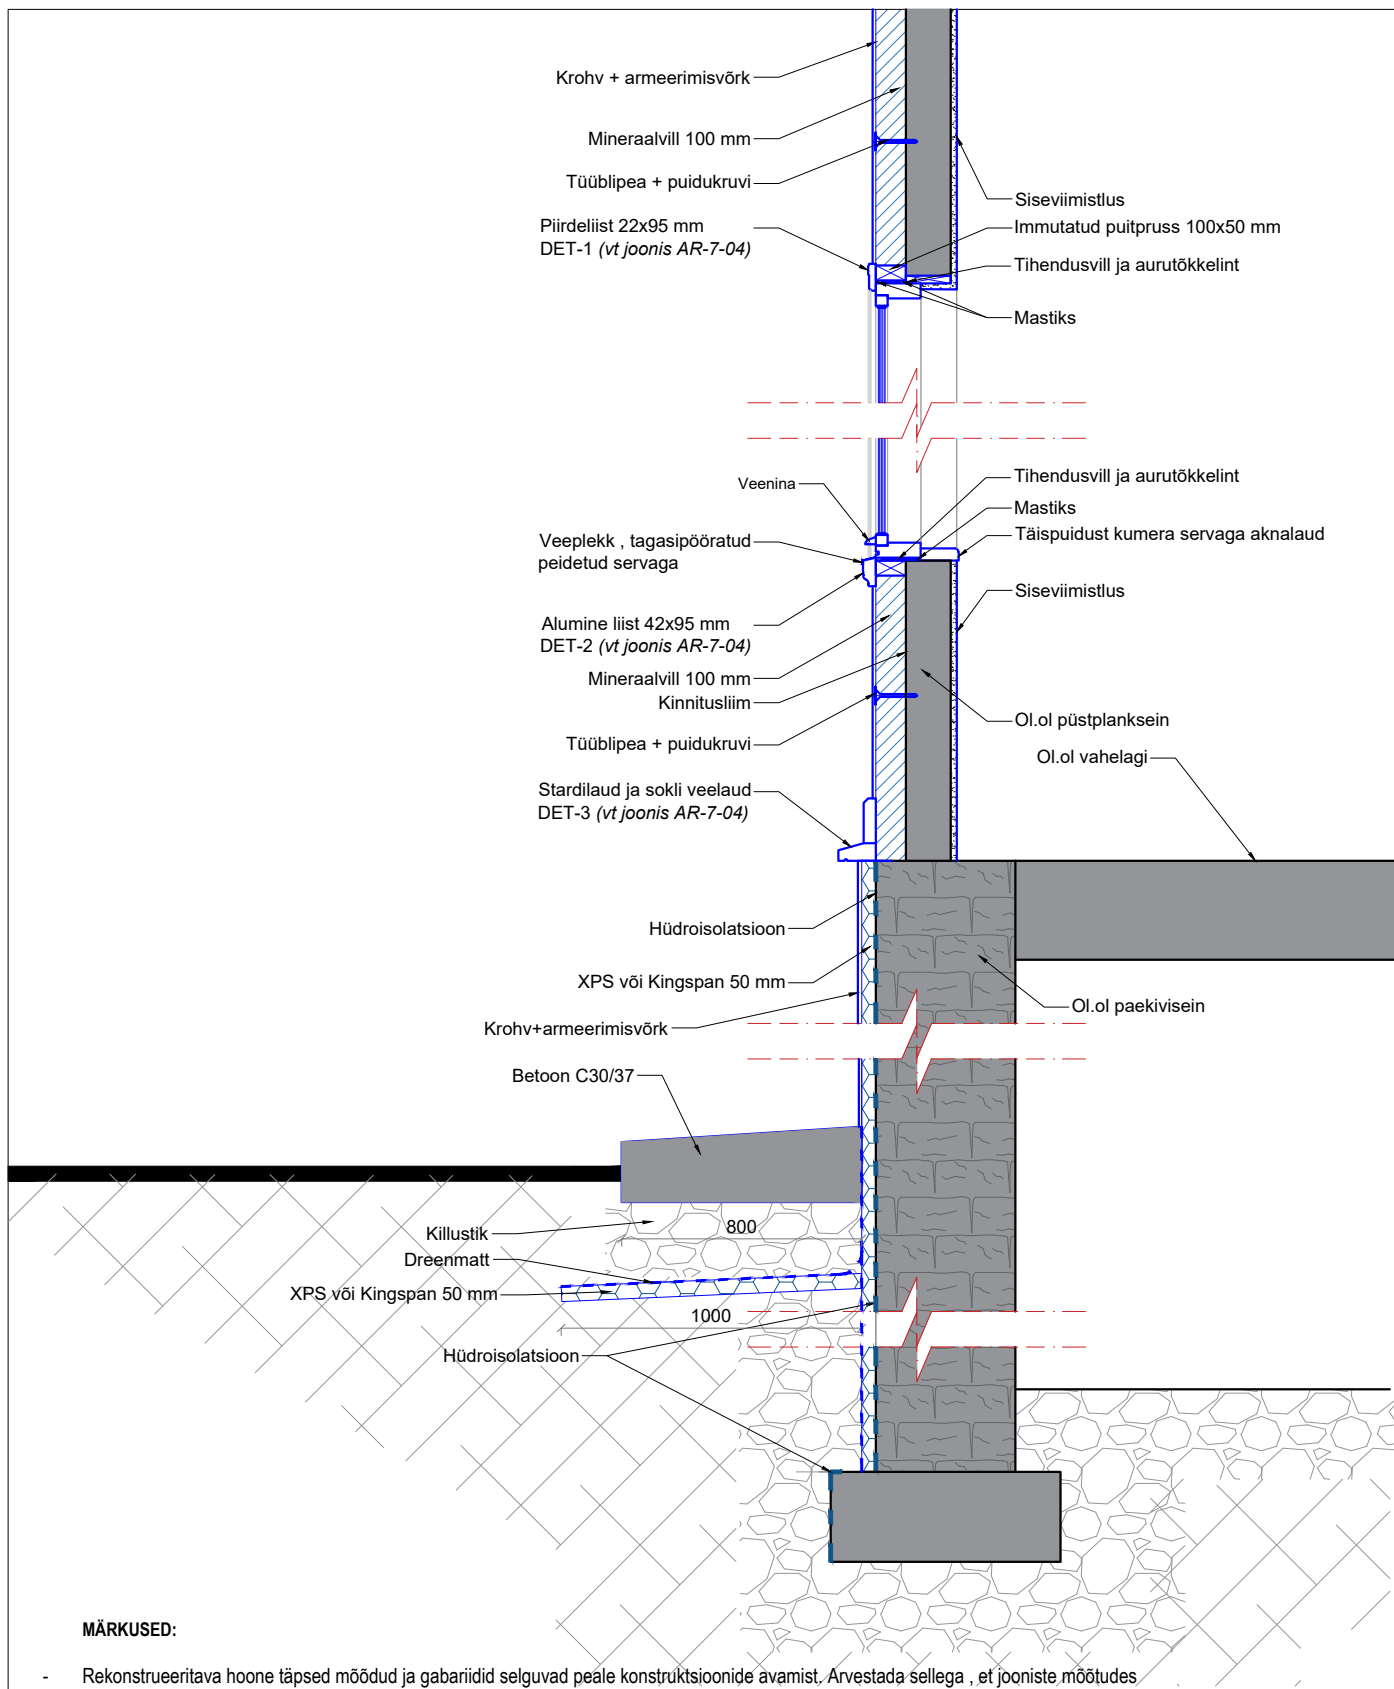 Krohv + armeerimisvõrk
Mineraalvill 100 mm
Tüüblipea + puidukruvi
Siseviimistlus
Piirdeliist 22x95 mm
DET-1 (vt joonis AR-7-04)
Immutatud puitpruss 100x50 mm
Tihendusvill ja aurutõkkelint
Mastiks
Tihendusvill ja aurutõkkelint
Veenina
Mastiks
Täispuidust kumera servaga aknalaud
Veeplekk , tagasipööratud
peidetud servaga
Siseviimistlus
Alumine liist 42x95 mm
DET-2 (vt joonis AR-7-04)
Mineraalvill 100 mm
Kinnitusliim
Ol.ol püstplanksein
Tüüblipea + puidukruvi
Ol.ol vahelagi
Stardilaud ja sokli veelaud
DET-3 (vt joonis AR-7-04)
Hüdroisolatsioon
XPS või Kingspan 50 mm
Ol.ol paekivisein
Krohv+armeerimisvõrk
Betoon C30/37
Killustik
800
Dreenmatt
XPS või Kingspan 50 mm
1000
Hüdroisolatsioon
MÄRKUSED:
- Rekonstrueeritava hoone täpsed mõõdud ja gabariidid selguvad peale konstruktsioonide avamist. Arvestada sellega , et jooniste mõõtudes